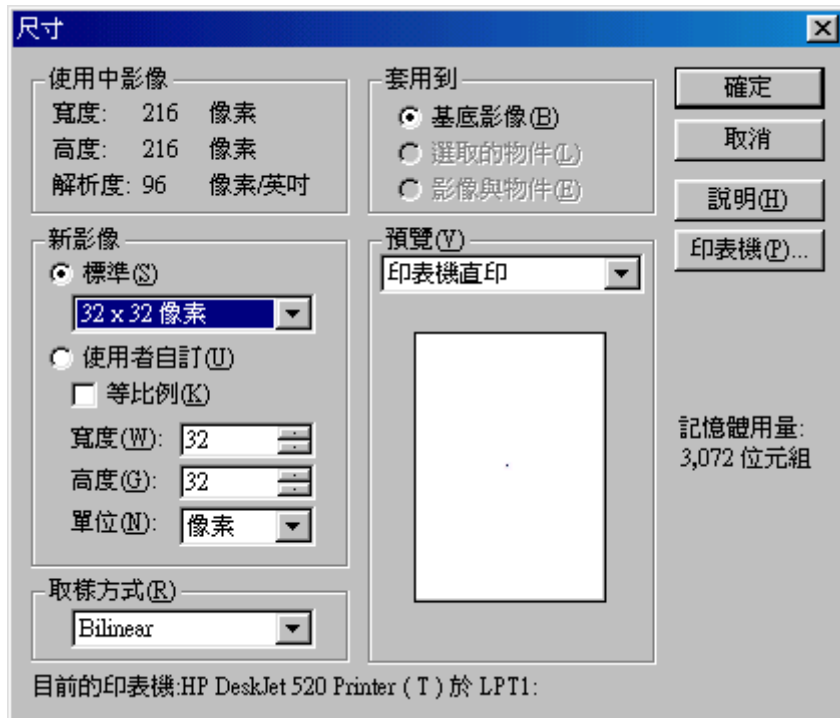 尺寸
使用中影像
寬度: 216 像素
高度: 216 像素
解析度: 96 像素/英吋
套用到
基底影像(B)
選取的物件(L)
影像與物件(E)
確定
取消
說明(H)
印表機(P)...
新影像
標準(S)
32 x 32 像素
使用者自訂(U)
等比例(K)
寬度(W): 32
高度(G): 32
單位(N): 像素
預覽(V)
印表機直印
記憶體用量:
3,072 位元組
取樣方式(R)
Bilinear
目前的印表機:HP DeskJet 520 Printer ( T ) 於 LPT1: